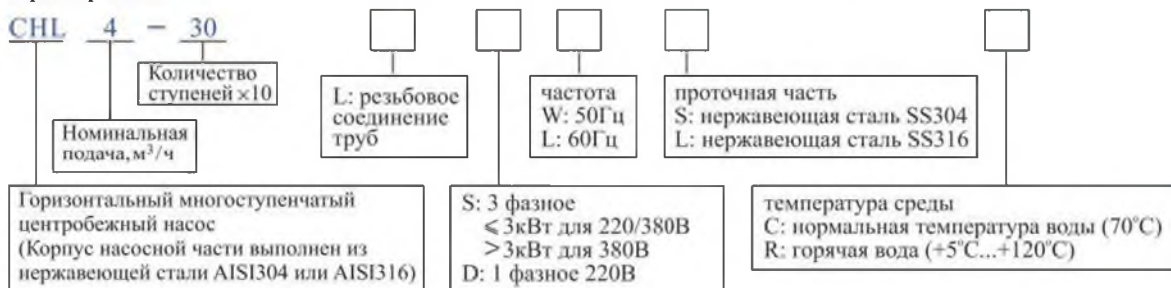 CHL 4 - 30
Количество
ступеней ×10
Номинальная
подача, м³/ч
Горизонтальный многоступенчатый
центробежный насос
(Корпус насосной части выполнен из
нержавеющей стали AISI304 или AISI316)
L: резьбовое
соединение
труб
S: 3 фазное
⩽3кВт для 220/380В
>3кВт для 380В
D: 1 фазное 220В
частота
W: 50Гц
L: 60Гц
проточная часть
S: нержавеющая сталь SS304
L: нержавеющая сталь SS316
температура среды
C: нормальная температура воды (70°C)
R: горячая вода (+5°C...+120°C)